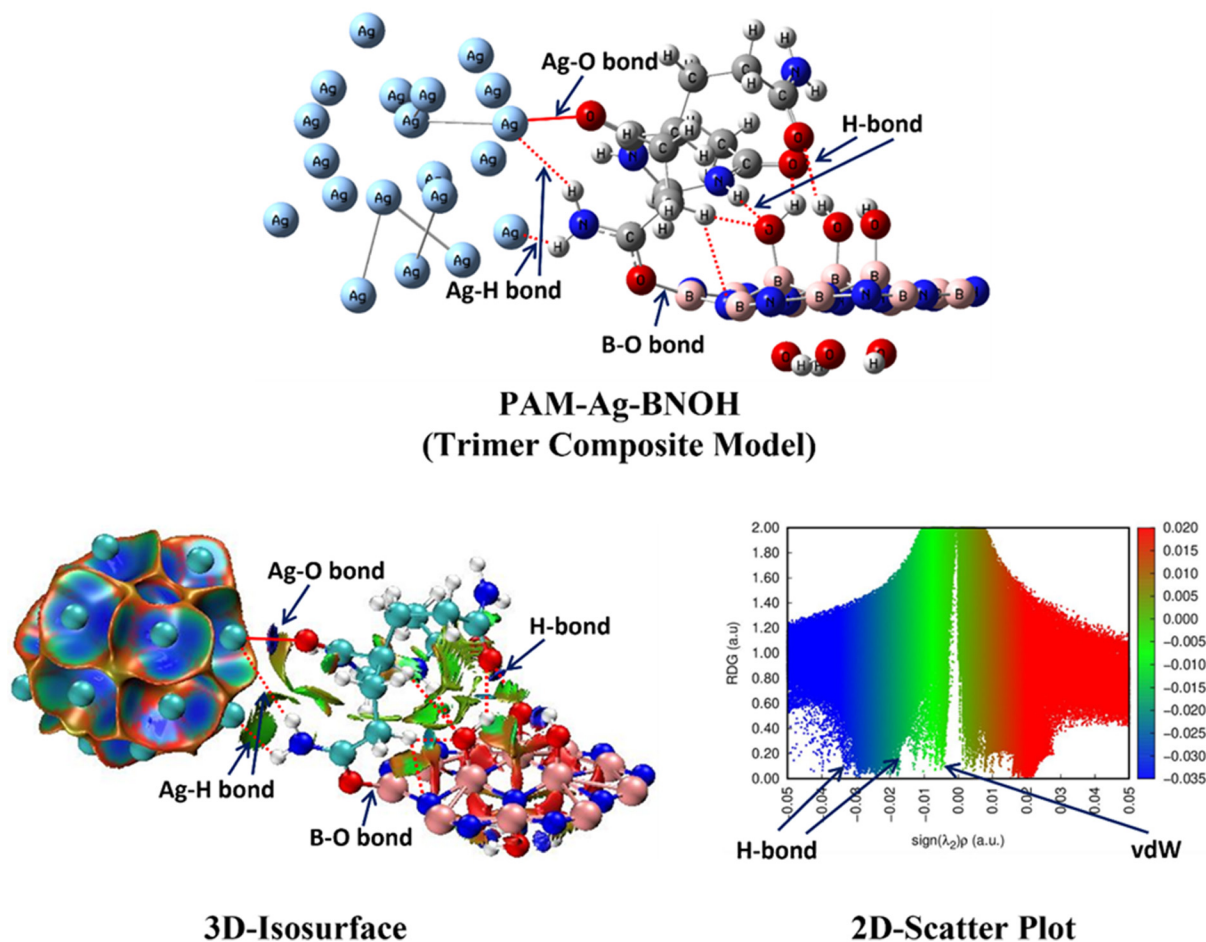 Ag-O bond
H-bond
Ag-H bond
B-O bond
PAM-Ag-BNOH
(Trimer Composite Model)
Ag-O bond
H-bond
Ag-H bond
B-O bond
3D-Isosurface
RDG (a.u)
2.00
1.80
1.60
1.40
1.20
1.00
0.80
0.60
0.40
0.20
0.00
0.020
0.015
0.010
0.005
0.000
-0.005
-0.010
-0.015
-0.020
-0.025
-0.030
-0.035
-0.05 -0.04 -0.03 -0.02 -0.01 0.00 0.01 0.02 0.03 0.04 0.05
sign(λ₂)ρ (a.u.)
H-bond
vdW
2D-Scatter Plot